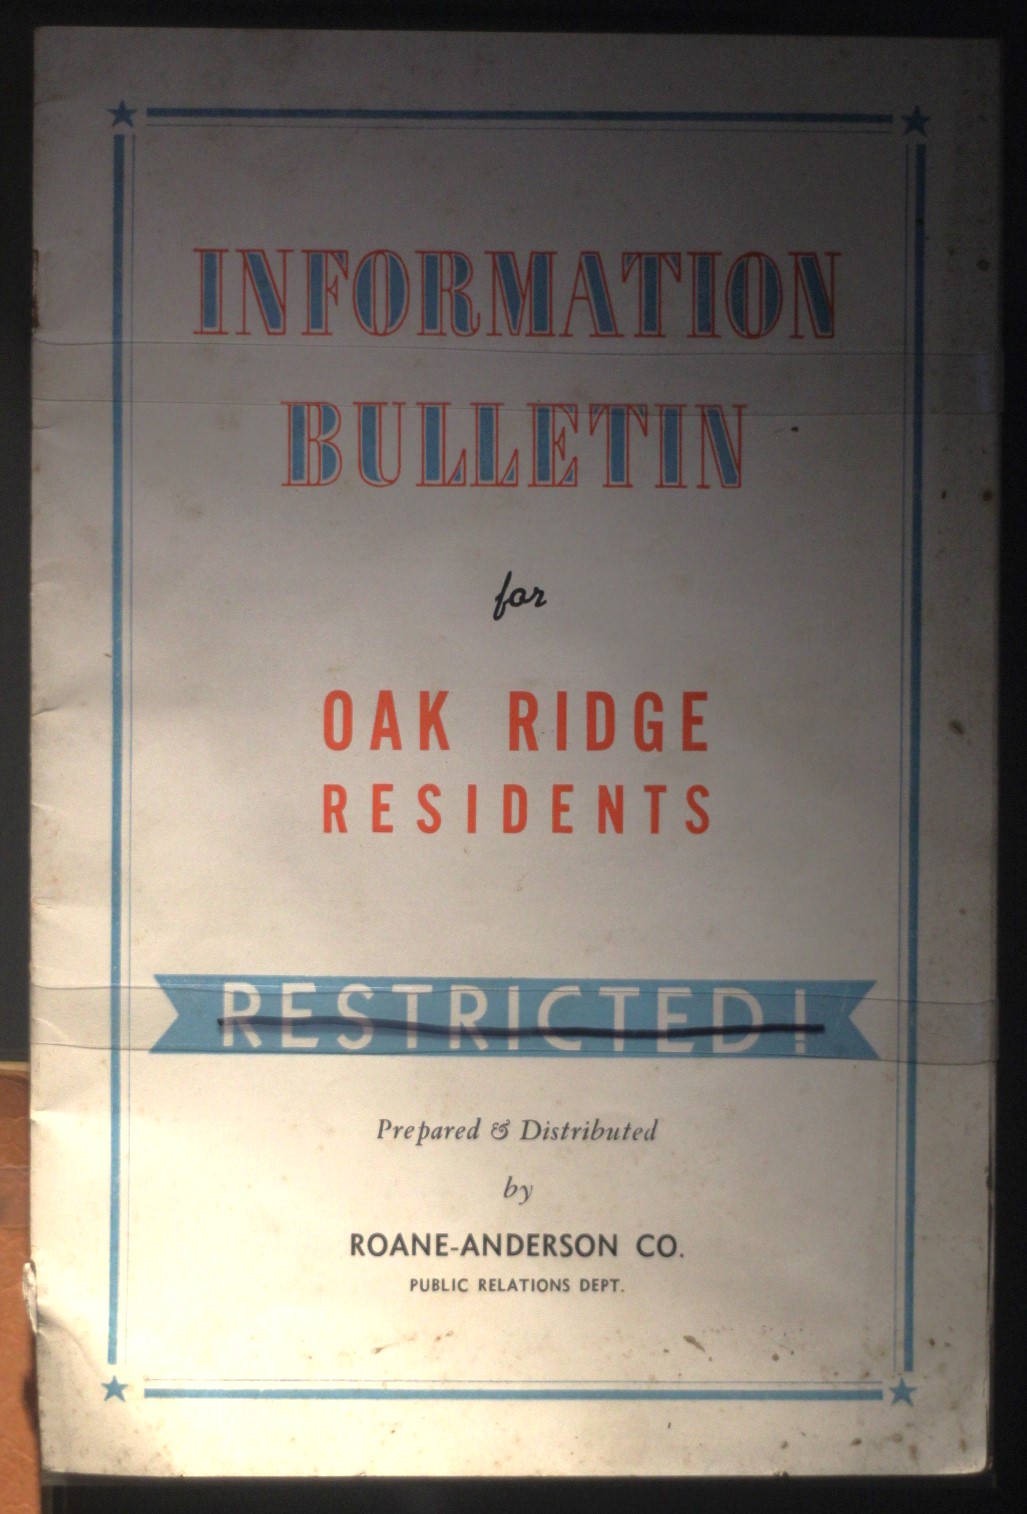 INFORMATION
BULLETIN
for
OAK RIDGE
RESIDENTS
RESTRICTED!
Prepared & Distributed
by
ROANE-ANDERSON CO.
PUBLIC RELATIONS DEPT.